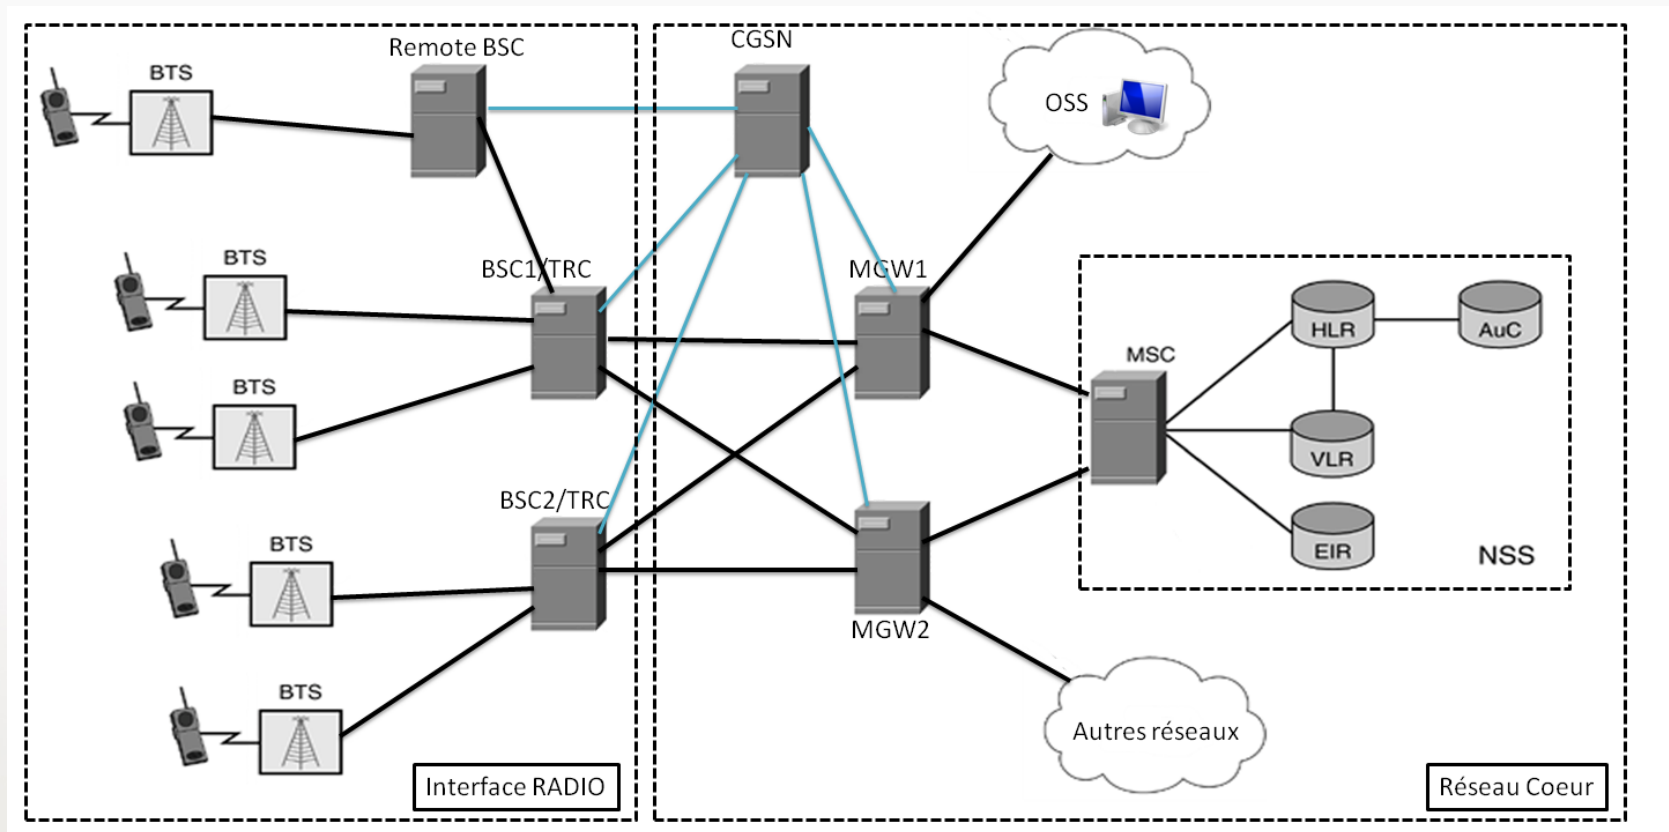 Remote BSC
CGSN
BTS
OSS
BTS
BSC1/TRC
MGW1
HLR
AuC
MSC
BTS
VLR
BSC2/TRC
BTS
EIR
NSS
MGW2
BTS
Autres réseaux
Interface RADIO
Réseau Coeur